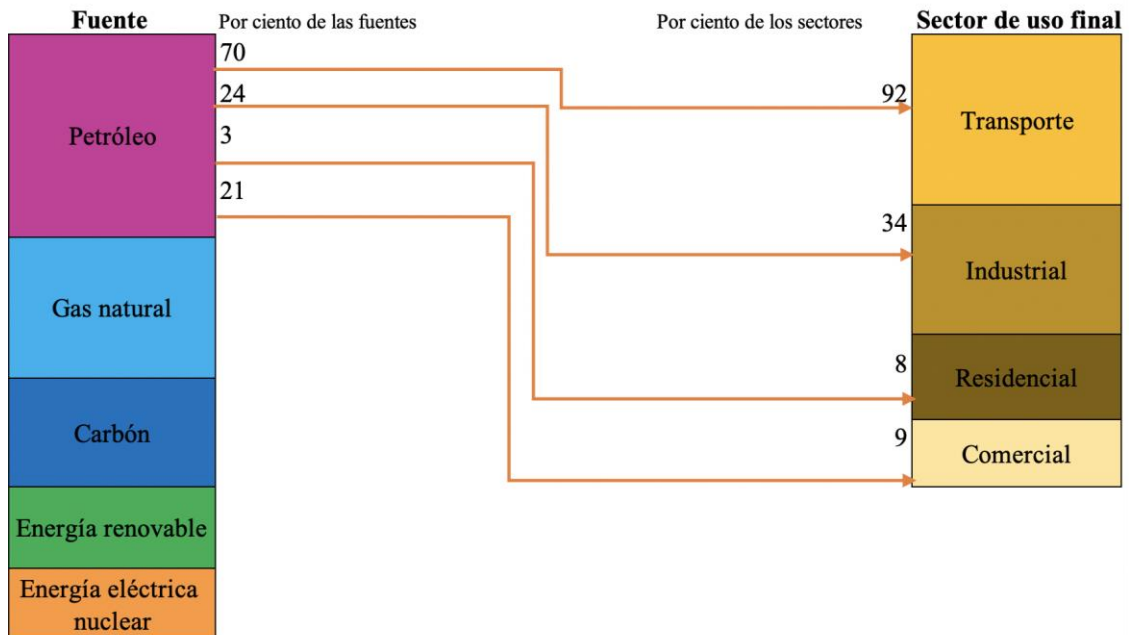 Fuente
Por ciento de las fuentes
Por ciento de los sectores
Sector de uso final
70
24
3
21
Petróleo
Gas natural
Carbón
Energía renovable
Energía eléctrica
nuclear
92
34
8
9
Transporte
Industrial
Residencial
Comercial